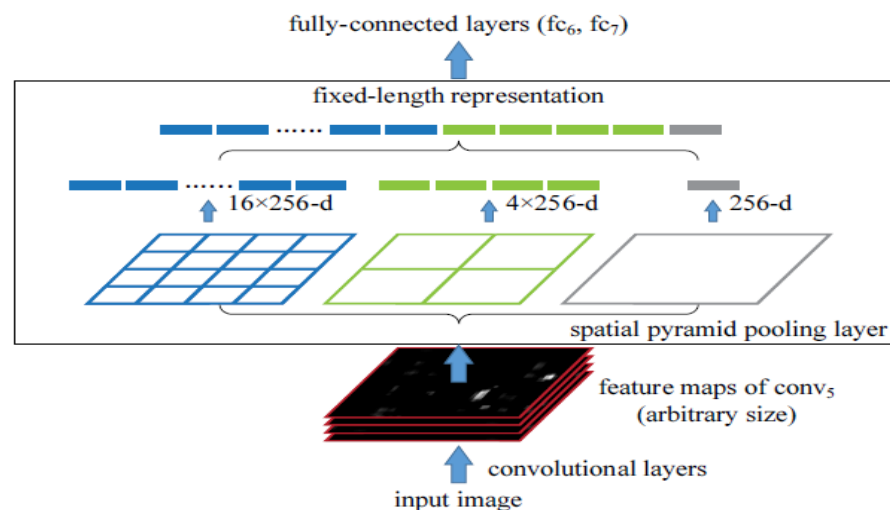 fully-connected layers (fc₆, fc₇)
fixed-length representation
......
......
16×256-d
4×256-d
256-d
spatial pyramid pooling layer
feature maps of conv₅
(arbitrary size)
convolutional layers
input image